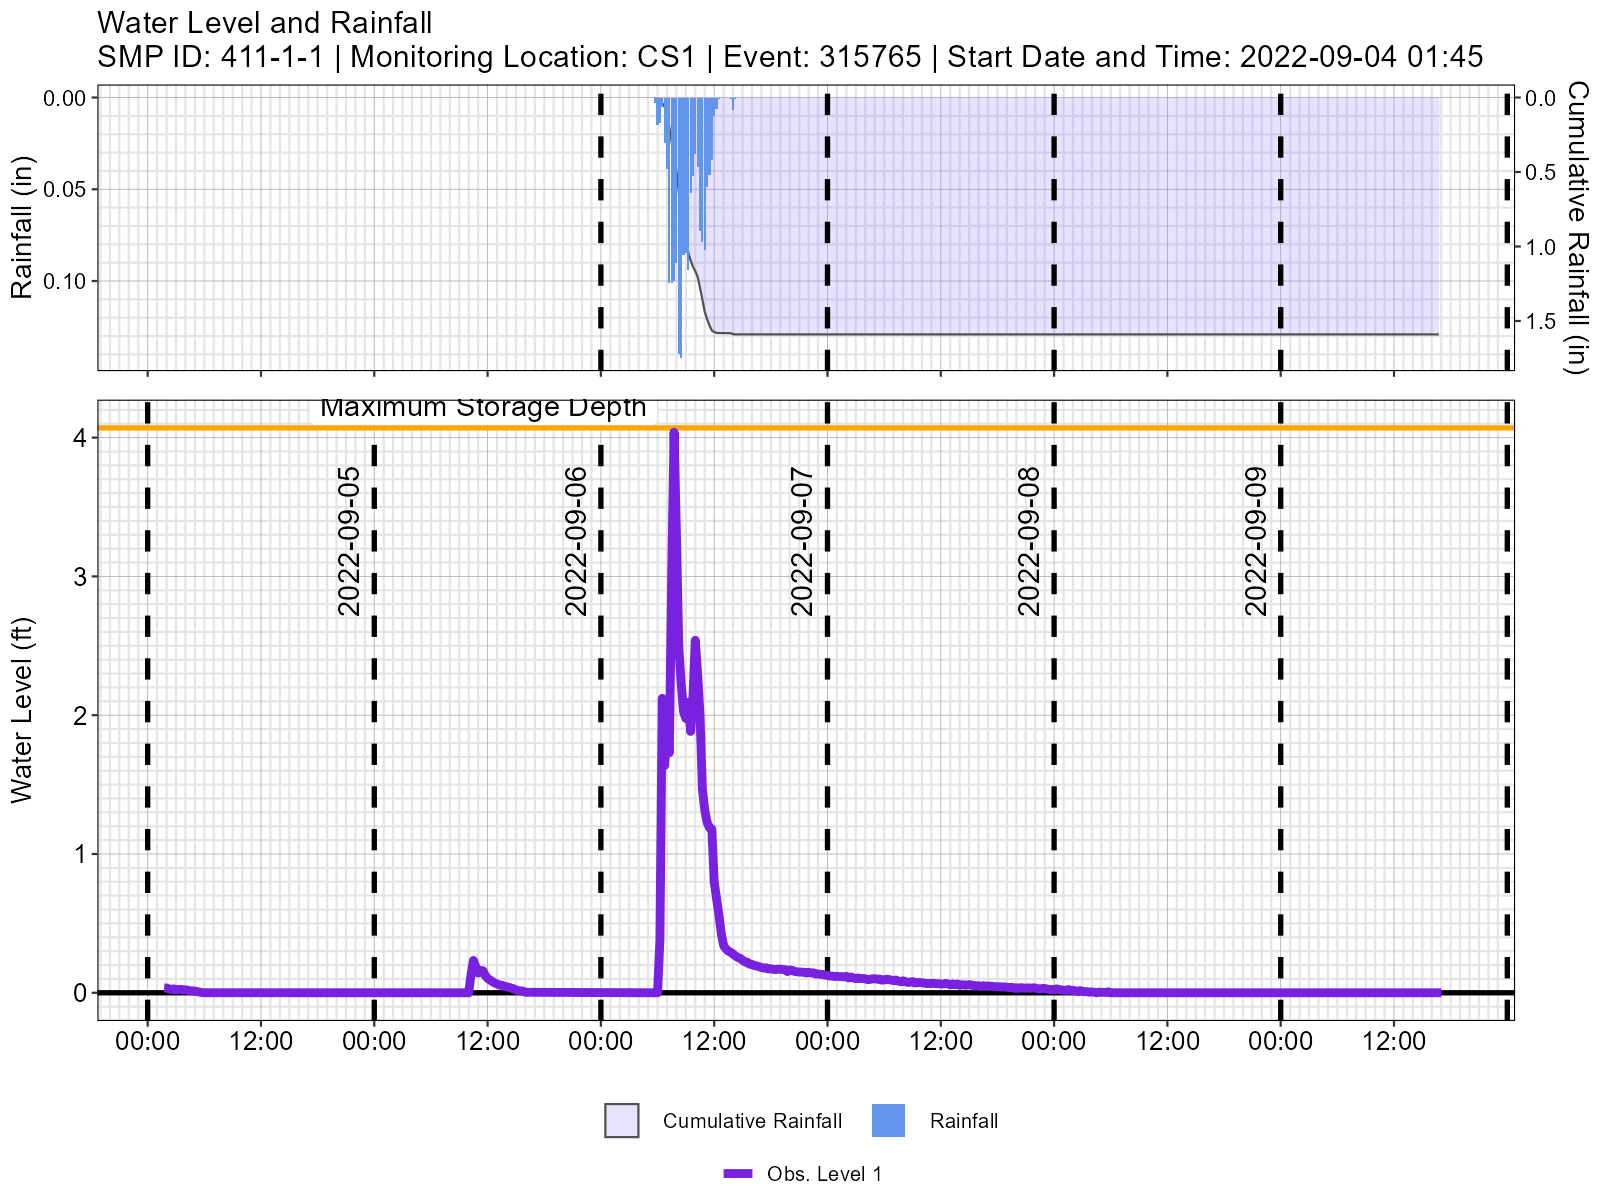 Water Level and Rainfall
SMP ID: 411-1-1 | Monitoring Location: CS1 | Event: 315765 | Start Date and Time: 2022-09-04 01:45
Rainfall (in)
0.00
0.05
0.10
0.0
0.5
1.0
1.5
Cumulative Rainfall (in)
Maximum Storage Depth
Water Level (ft)
4
3
2
1
0
2022-09-05
2022-09-06
2022-09-07
2022-09-08
2022-09-09
00:00 12:00 00:00 12:00 00:00 12:00 00:00 12:00 00:00 12:00 00:00 12:00
Cumulative Rainfall Rainfall
Obs. Level 1